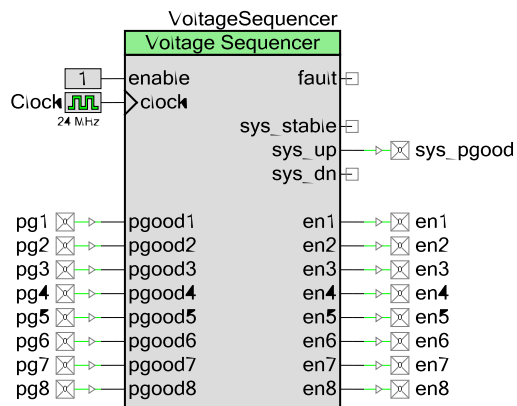 VoltageSequencer
Voltage Sequencer
1 enable fault
Clock clock
24 MHz
sys_stable
sys_up sys_pgood
sys_dn
pg1 pgood1 en1 en1
pg2 pgood2 en2 en2
pg3 pgood3 en3 en3
pg4 pgood4 en4 en4
pg5 pgood5 en5 en5
pg6 pgood6 en6 en6
pg7 pgood7 en7 en7
pg8 pgood8 en8 en8